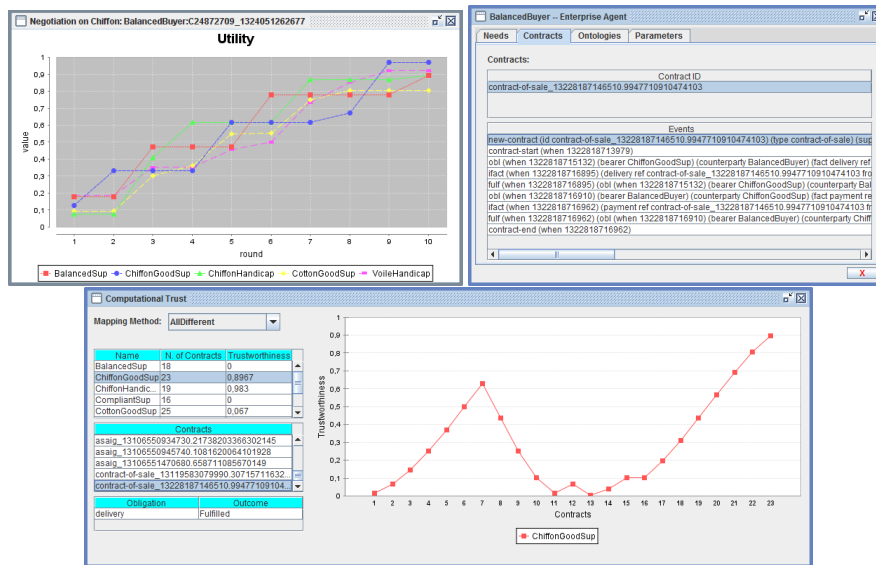 Negotiation on Chiffon: BalancedBuyer:C24872709_1324051262677
Utility
value
1
0,9
0,8
0,7
0,6
0,5
0,4
0,3
0,2
0,1
0
1 2 3 4 5 6 7 8 9 10
round
BalancedSup ChiffonGoodSup ChiffonHandicap CottonGoodSup VoileHandicap
BalancedBuyer -- Enterprise Agent
Needs Contracts Ontologies Parameters
Contracts:
Contract ID
contract-of-sale_13228187146510.9947710910474103
Events
new-contract (id contract-of-sale_13228187146510.9947710910474103) (type contract-of-sale) (sup
contract-start (when 1322818713979)
obl (when 1322818715132) (bearer ChiffonGoodSup) (counterparty BalancedBuyer) (fact delivery ref
ifact (when 1322818716895) (delivery ref contract-of-sale_13228187146510.9947710910474103 fro
fulf (when 1322818716895) (obl (when 1322818715132) (bearer ChiffonGoodSup) (counterparty Bal
obl (when 1322818716910) (bearer BalancedBuyer) (counterparty ChiffonGoodSup) (fact payment re
ifact (when 1322818716962) (payment ref contract-of-sale_13228187146510.9947710910474103 f
fulf (when 1322818716962) (obl (when 1322818716910) (bearer BalancedBuyer) (counterparty Chiff
contract-end (when 1322818716962)
X
Computational Trust
Mapping Method: AllDifferent
Name N. of Contracts Trustworthiness
BalancedSup 18 0
ChiffonGoodSup 23 0,8967
ChiffonHandic... 19 0,983
CompliantSup 16 0
CottonGoodSup 25 0,067
Contracts
asaig_13106550934730.21738203366302145
asaig_13106550945740.1081620064101928
asaig_13106551470680.658711085670149
contract-of-sale_13119583079990.30715711632...
contract-of-sale_13228187146510.99477109104...
Obligation Outcome
delivery Fulfilled
Trustworthiness
1
0,9
0,8
0,7
0,6
0,5
0,4
0,3
0,2
0,1
0
1 2 3 4 5 6 7 8 9 10 11 12 13 14 15 16 17 18 19 20 21 22 23
Contracts
ChiffonGoodSup